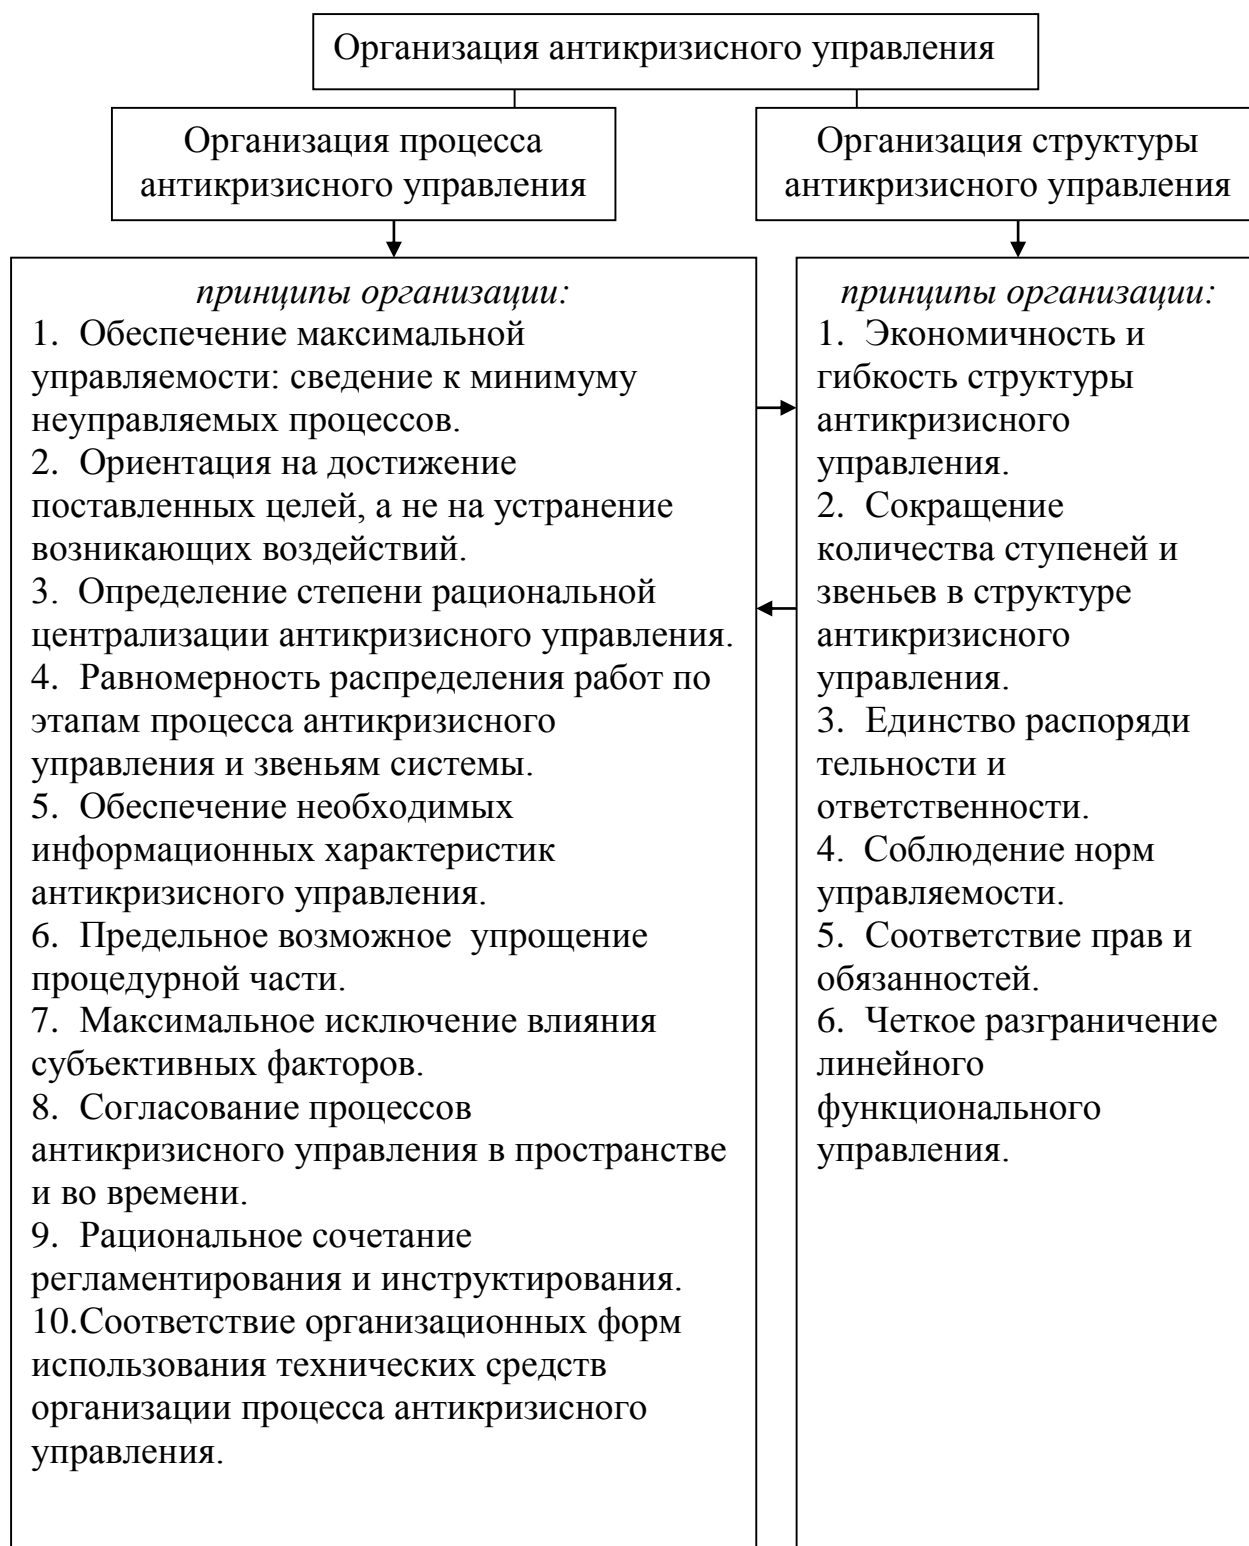 Организация антикризисного управления
Организация процесса
антикризисного управления
Организация структуры
антикризисного управления
принципы организации:
1. Обеспечение максимальной
управляемости: сведение к минимуму
неуправляемых процессов.
2. Ориентация на достижение
поставленных целей, а не на устранение
возникающих воздействий.
3. Определение степени рациональной
централизации антикризисного управления.
4. Равномерность распределения работ по
этапам процесса антикризисного
управления и звеньям системы.
5. Обеспечение необходимых
информационных характеристик
антикризисного управления.
6. Предельное возможное упрощение
процедурной части.
7. Максимальное исключение влияния
субъективных факторов.
8. Согласование процессов
антикризисного управления в пространстве
и во времени.
9. Рациональное сочетание
регламентирования и инструктирования.
10.Соответствие организационных форм
использования технических средств
организации процесса антикризисного
управления.
принципы организации:
1. Экономичность и
гибкость структуры
антикризисного
управления.
2. Сокращение
количества ступеней и
звеньев в структуре
антикризисного
управления.
3. Единство распоряди
тельности и
ответственности.
4. Соблюдение норм
управляемости.
5. Соответствие прав и
обязанностей.
6. Четкое разграничение
линейного
функционального
управления.